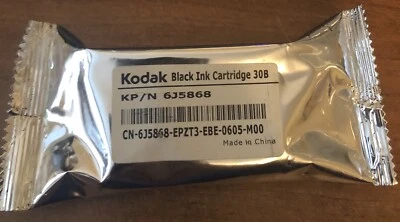 Kodak Black Ink Cartridge 30B
KP/N 6J5868
CN-6J5868-EPZT3-EBE-0605-M00
Made in China